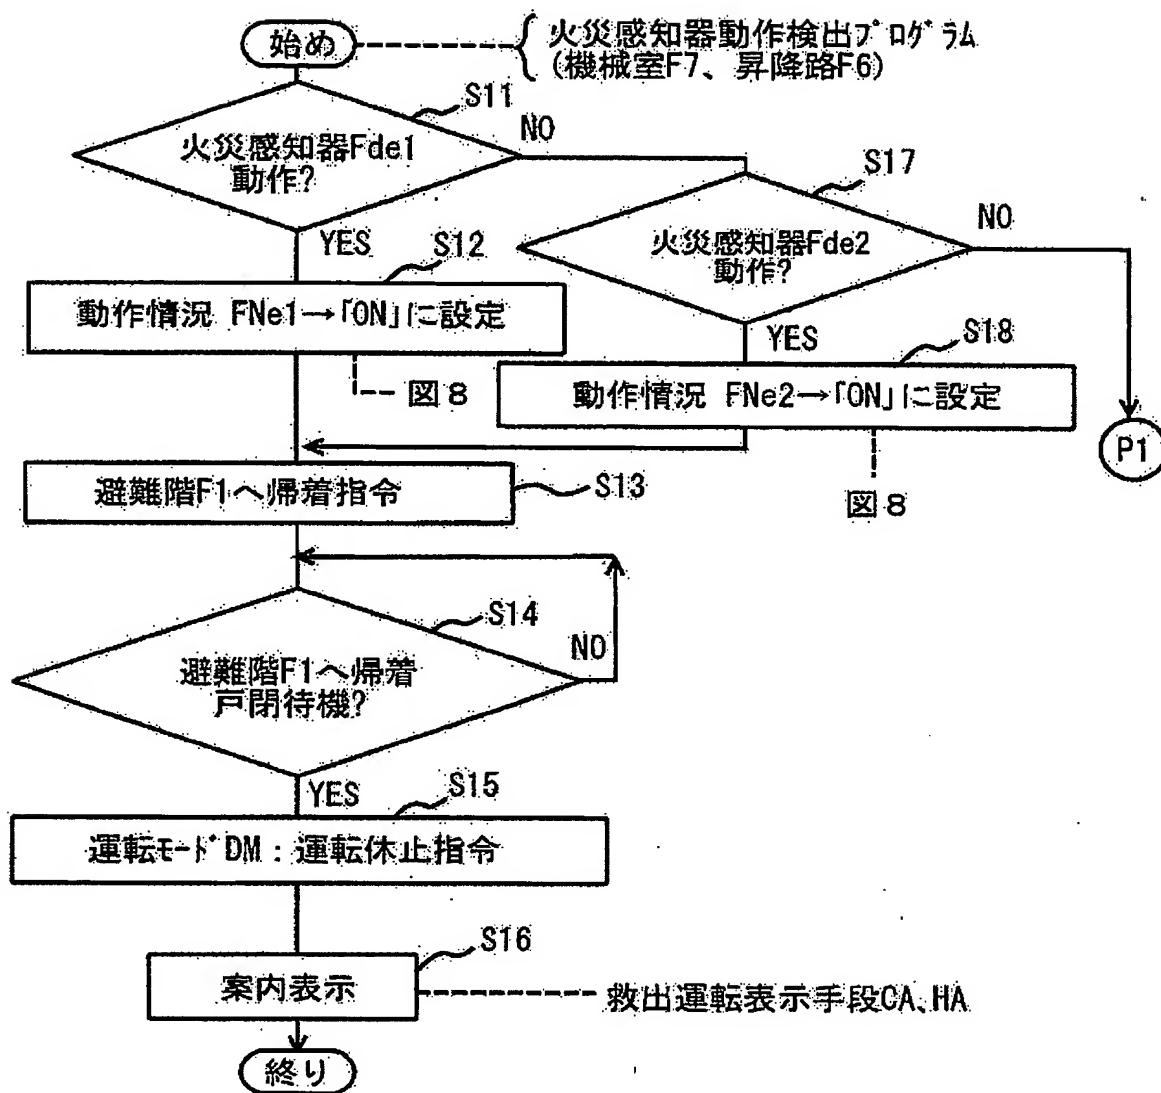 始め
火災感知器動作検出プログラム
(機械室F7、昇降路F6)
S11
火災感知器Fde1
動作?
NO
YES
S17
火災感知器Fde2
動作?
NO
YES
S12
動作情況 FNe1→「ON」に設定
図8
S18
動作情況 FNe2→「ON」に設定
図8
P1
避難階F1へ帰着指令
S13
S14
避難階F1へ帰着
戸閉待機?
NO
YES
S15
運転モードDM:運転休止指令
S16
案内表示
救出運転表示手段CA、HA
終り